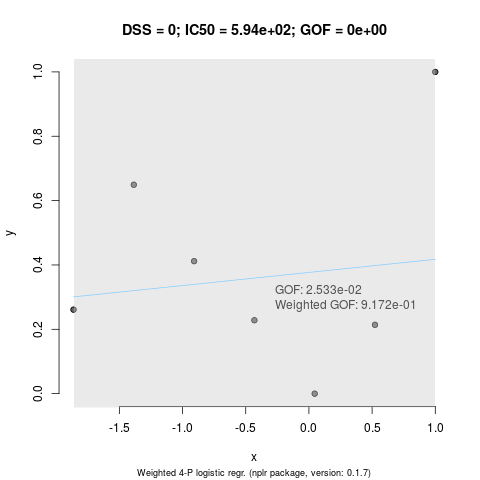 DSS = 0; IC50 = 5.94e+02; GOF = 0e+00
1.0
0.8
0.6
0.4
0.2
0.0
y
GOF: 2.533e-02
Weighted GOF: 9.172e-01
-1.5 -1.0 -0.5 0.0 0.5 1.0
x
Weighted 4-P logistic regr. (nplr package, version: 0.1.7)